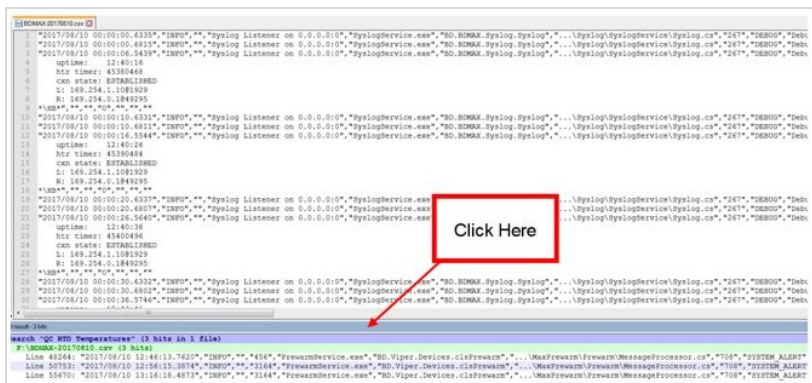 BDMAX-20170810.csv
1 "2017/08/10 00:00:00.6335","INFO","","Syslog Listener on 0.0.0.0:0","SyslogService.exe","BD.BDMAX.Syslog.Syslog","...\Syslog\SyslogService\Syslog.cs","267","DEBUG","Debu
2 "2017/08/10 00:00:00.6815","INFO","","Syslog Listener on 0.0.0.0:0","SyslogService.exe","BD.BDMAX.Syslog.Syslog","...\Syslog\SyslogService\Syslog.cs","267","DEBUG","Debu
3 "2017/08/10 00:00:06.5439","INFO","","Syslog Listener on 0.0.0.0:0","SyslogService.exe","BD.BDMAX.Syslog.Syslog","...\Syslog\SyslogService\Syslog.cs","267","DEBUG","Debu
4 uptime: 12:40:16
5 htr timer: 45380468
6 cxn state: ESTABLISHED
7 L: 169.254.1.10@1929
8 R: 169.254.0.1@49295
9 *\xB*","","","0","","",""
10 "2017/08/10 00:00:10.6331","INFO","","Syslog Listener on 0.0.0.0:0","SyslogService.exe","BD.BDMAX.Syslog.Syslog","...\Syslog\SyslogService\Syslog.cs","267","DEBUG","Debu
11 "2017/08/10 00:00:10.6811","INFO","","Syslog Listener on 0.0.0.0:0","SyslogService.exe","BD.BDMAX.Syslog.Syslog","...\Syslog\SyslogService\Syslog.cs","267","DEBUG","Debu
12 "2017/08/10 00:00:16.5544","INFO","","Syslog Listener on 0.0.0.0:0","SyslogService.exe","BD.BDMAX.Syslog.Syslog","...\Syslog\SyslogService\Syslog.cs","267","DEBUG","Debu
13 uptime: 12:40:26
14 htr timer: 45390484
15 cxn state: ESTABLISHED
16 L: 169.254.1.10@1929
17 R: 169.254.0.1@49295
18 *\xB*","","","0","","",""
19 "2017/08/10 00:00:20.6337","INFO","","Syslog Listener on 0.0.0.0:0","SyslogService.exe \Syslog\SyslogService\Syslog.cs","267","DEBUG","Debu
20 "2017/08/10 00:00:20.6807","INFO","","Syslog Listener on 0.0.0.0:0","SyslogService.exe \Syslog\SyslogService\Syslog.cs","267","DEBUG","Debu
21 "2017/08/10 00:00:26.5640","INFO","","Syslog Listener on 0.0.0.0:0","SyslogService.exe \Syslog\SyslogService\Syslog.cs","267","DEBUG","Debu
22 uptime: 12:40:36
23 htr timer: 45400496
24 cxn state: ESTABLISHED
25 L: 169.254.1.10@1929
26 R: 169.254.0.1@49295
27 *\xB*","","","0","","",""
Click Here
28 "2017/08/10 00:00:30.6332","INFO","","Syslog Listener on 0.0.0.0:0","SyslogService.exe","BD.BDMAX.Syslog.Syslog","...\Syslog\SyslogService\Syslog.cs","267","DEBUG","Debu
29 "2017/08/10 00:00:30.6802","INFO","","Syslog Listener on 0.0.0.0:0","SyslogService.exe","BD.BDMAX.Syslog.Syslog","...\Syslog\SyslogService\Syslog.cs","267","DEBUG","Debu
30 "2017/08/10 00:00:36.5746","INFO","","Syslog Listener on 0.0.0.0:0","SyslogService.exe","BD.BDMAX.Syslog.Syslog","...\Syslog\SyslogService\Syslog.cs","267","DEBUG","Debu
result - 3 hits
earch "QC RTD Temperatures" (3 hits in 1 file)
F:\BDMAX-20170810.csv (3 hits)
Line 48264: "2017/08/10 12:46:13.7620","INFO","","456","PrewarmService.exe","BD.Viper.Devices.clsPrewarm","...\MaxPrewarm\Prewarm\MessageProcessor.cs","708","SYSTEM_ALERT"
Line 50753: "2017/08/10 12:56:15.3874","INFO","","3164","PrewarmService.exe","BD.Viper.Devices.clsPrewarm","...\MaxPrewarm\Prewarm\MessageProcessor.cs","708","SYSTEM_ALERT"
Line 55670: "2017/08/10 13:16:18.4873","INFO","","3164","PrewarmService.exe","BD.Viper.Devices.clsPrewarm","...\MaxPrewarm\Prewarm\MessageProcessor.cs","708","SYSTEM_ALERT"